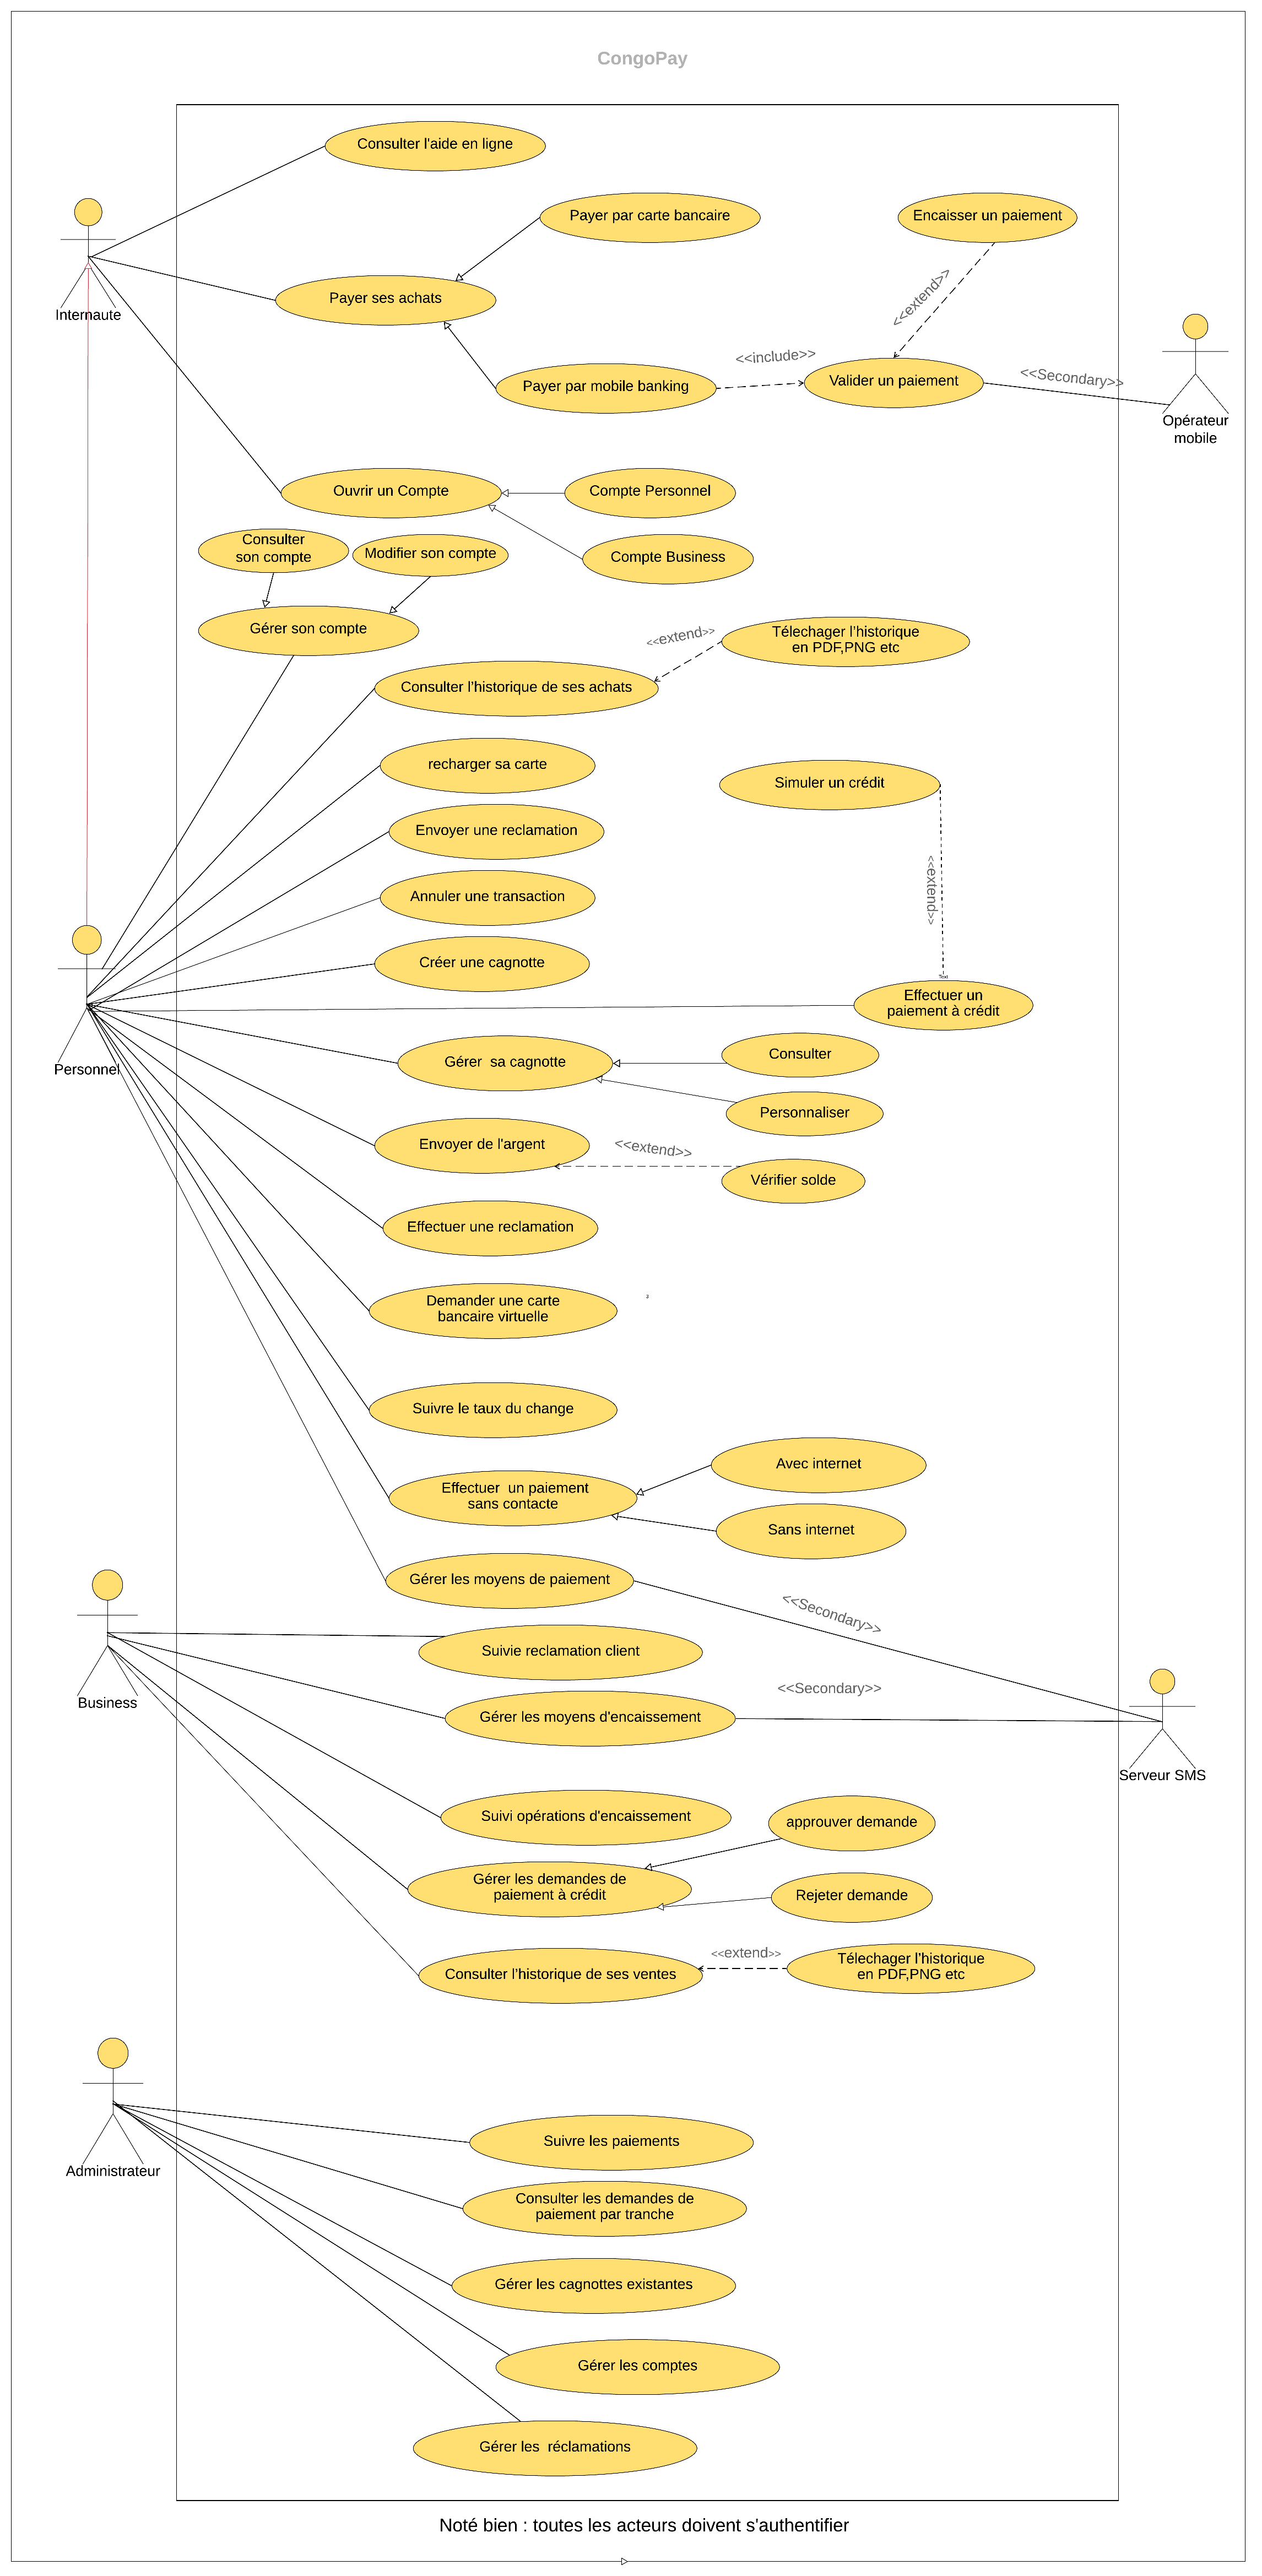 CongoPay
Consulter l'aide en ligne
Payer par carte bancaire
Encaisser un paiement
<<extend>>
Payer ses achats
Internaute
<<include>>
Payer par mobile banking
Valider un paiement
<<Secondary>>
Opérateur
mobile
Ouvrir un Compte
Compte Personnel
Consulter
son compte
Modifier son compte
Compte Business
Gérer son compte
<<extend>>
Télechager l'historique
en PDF,PNG etc
Consulter l'historique de ses achats
recharger sa carte
Simuler un crédit
Envoyer une reclamation
<<extend>>
Annuler une transaction
Créer une cagnotte
Text
Effectuer un
paiement à crédit
Personnel
Gérer  sa cagnotte
Consulter
Personnaliser
Envoyer de l'argent
<<extend>>
Vérifier solde
Effectuer une reclamation
Demander une carte
bancaire virtuelle
2
Suivre le taux du change
Avec internet
Effectuer  un paiement
sans contacte
Sans internet
Gérer les moyens de paiement
<<Secondary>>
Suivie reclamation client
Business
<<Secondary>>
Gérer les moyens d'encaissement
Serveur SMS
Suivi opérations d'encaissement
approuver demande
Gérer les demandes de
paiement à crédit
Rejeter demande
<<extend>>
Télechager l'historique
en PDF,PNG etc
Consulter l'historique de ses ventes
Suivre les paiements
Administrateur
Consulter les demandes de
paiement par tranche
Gérer les cagnottes existantes
Gérer les comptes
Gérer les  réclamations
Noté bien : toutes les acteurs doivent s'authentifier